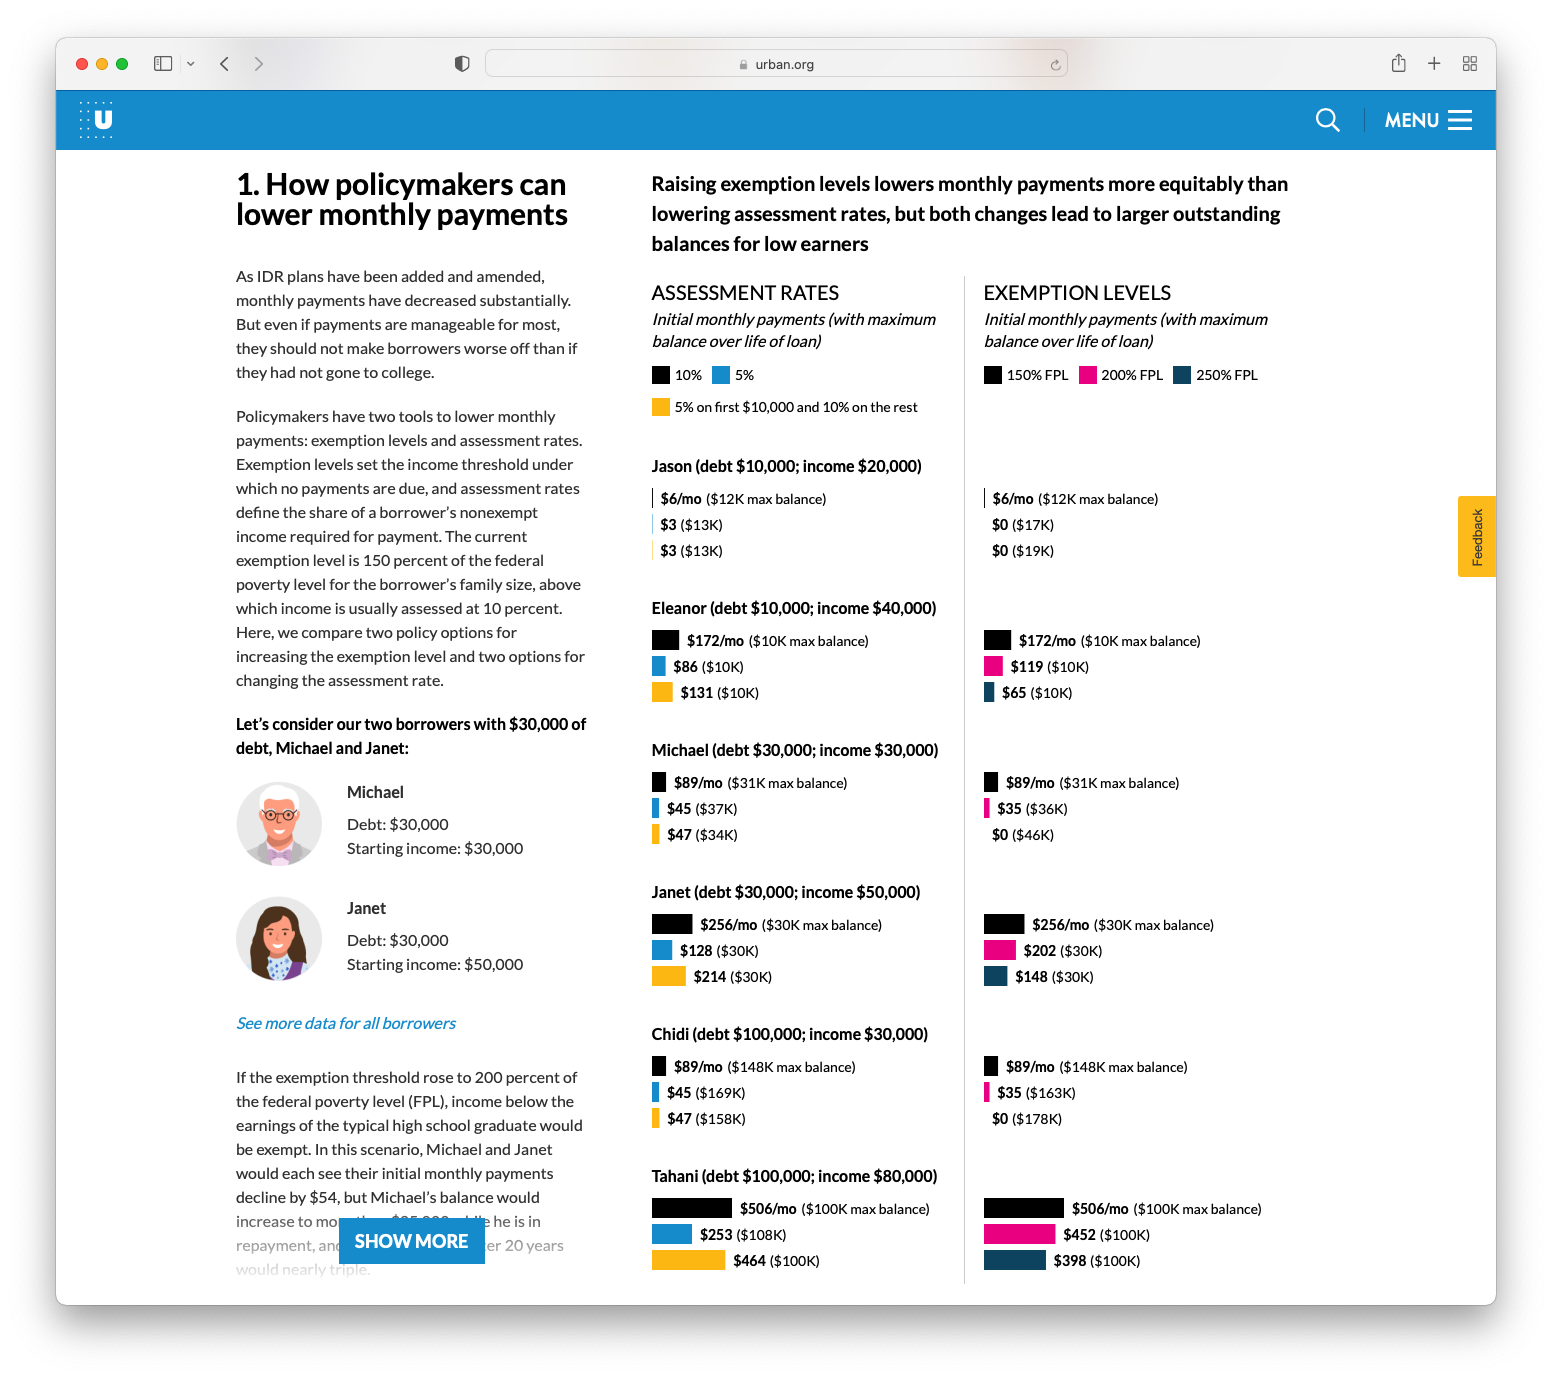 urban.org
U
MENU
1. How policymakers can
lower monthly payments
As IDR plans have been added and amended,
monthly payments have decreased substantially.
But even if payments are manageable for most,
they should not make borrowers worse off than if
they had not gone to college.
Policymakers have two tools to lower monthly
payments: exemption levels and assessment rates.
Exemption levels set the income threshold under
which no payments are due, and assessment rates
define the share of a borrower's nonexempt
income required for payment. The current
exemption level is 150 percent of the federal
poverty level for the borrower's family size, above
which income is usually assessed at 10 percent.
Here, we compare two policy options for
increasing the exemption level and two options for
changing the assessment rate.
Let's consider our two borrowers with $30,000 of
debt, Michael and Janet:
Michael
Debt: $30,000
Starting income: $30,000
Janet
Debt: $30,000
Starting income: $50,000
See more data for all borrowers
If the exemption threshold rose to 200 percent of
the federal poverty level (FPL), income below the
earnings of the typical high school graduate would
be exempt. In this scenario, Michael and Janet
would each see their initial monthly payments
decline by $54, but Michael's balance would
increase to he is in
repayment, 20 years
would nearly triple.
SHOW MORE
Raising exemption levels lowers monthly payments more equitably than
lowering assessment rates, but both changes lead to larger outstanding
balances for low earners
ASSESSMENT RATES
Initial monthly payments (with maximum
balance over life of loan)
10% 5%
5% on first $10,000 and 10% on the rest
Jason (debt $10,000; income $20,000)
$6/mo ($12K max balance)
$3 ($13K)
$3 ($13K)
Eleanor (debt $10,000; income $40,000)
$172/mo ($10K max balance)
$86 ($10K)
$131 ($10K)
Michael (debt $30,000; income $30,000)
$89/mo ($31K max balance)
$45 ($37K)
$47 ($34K)
Janet (debt $30,000; income $50,000)
$256/mo ($30K max balance)
$128 ($30K)
$214 ($30K)
Chidi (debt $100,000; income $30,000)
$89/mo ($148K max balance)
$45 ($169K)
$47 ($158K)
Tahani (debt $100,000; income $80,000)
$506/mo ($100K max balance)
$253 ($108K)
$464 ($100K)
EXEMPTION LEVELS
Initial monthly payments (with maximum
balance over life of loan)
150% FPL 200% FPL 250% FPL
$6/mo ($12K max balance)
$0 ($17K)
$0 ($19K)
$172/mo ($10K max balance)
$119 ($10K)
$65 ($10K)
$89/mo ($31K max balance)
$35 ($36K)
$0 ($46K)
$256/mo ($30K max balance)
$202 ($30K)
$148 ($30K)
$89/mo ($148K max balance)
$35 ($163K)
$0 ($178K)
$506/mo ($100K max balance)
$452 ($100K)
$398 ($100K)
Feedback